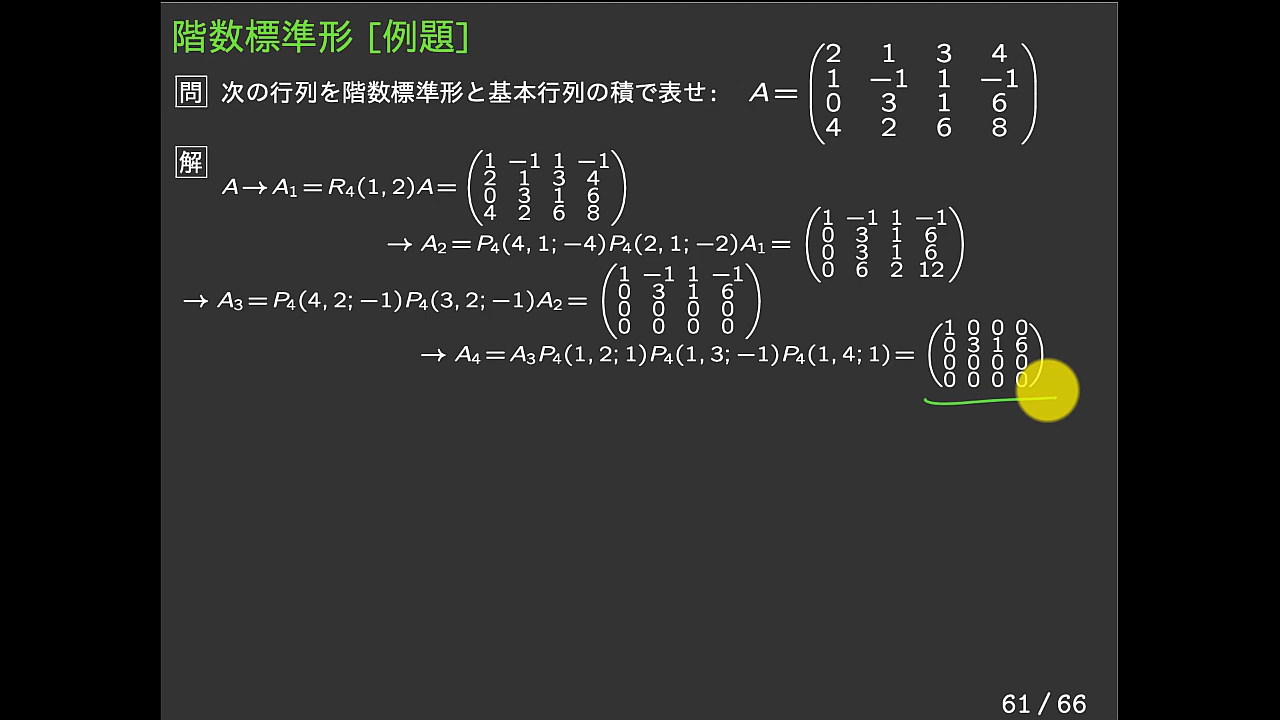 階数標準形 [例題]
問 次の行列を階数標準形と基本行列の積で表せ: A = (2 1 3 4
1 −1 1 −1
0 3 1 6
4 2 6 8)
解 A → A₁ = R₄(1, 2)A = (1 −1 1 −1
2 1 3 4
0 3 1 6
4 2 6 8)
→ A₂ = P₄(4, 1; −4)P₄(2, 1; −2)A₁ = (1 −1 1 −1
0 3 1 6
0 3 1 6
0 6 2 12)
→ A₃ = P₄(4, 2; −1)P₄(3, 2; −1)A₂ = (1 −1 1 −1
0 3 1 6
0 0 0 0
0 0 0 0)
→ A₄ = A₃P₄(1, 2; 1)P₄(1, 3; −1)P₄(1, 4; 1) = (1 0 0 0
0 3 1 6
0 0 0 0
0 0 0 0)
61 / 66